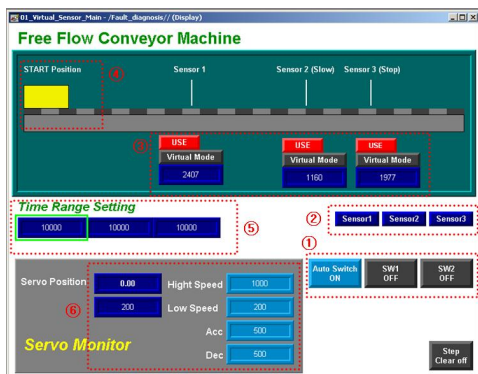 01_Virtual_Sensor_Main - /Fault_diagnosis// (Display)
Free Flow Conveyor Machine
START Position
④
Sensor 1
Sensor 2 (Slow)
Sensor 3 (Stop)
③
USE
USE
USE
Virtual Mode
Virtual Mode
Virtual Mode
2407
1160
1977
Time Range Setting
10000
10000
10000
⑤
②
Sensor1
Sensor2
Sensor3
①
Auto Switch
ON
SW1
OFF
SW2
OFF
Servo Position
0.00
Hight Speed
1000
⑥
200
Low Speed
200
Acc
500
Servo Monitor
Dec
500
Step
Clear off